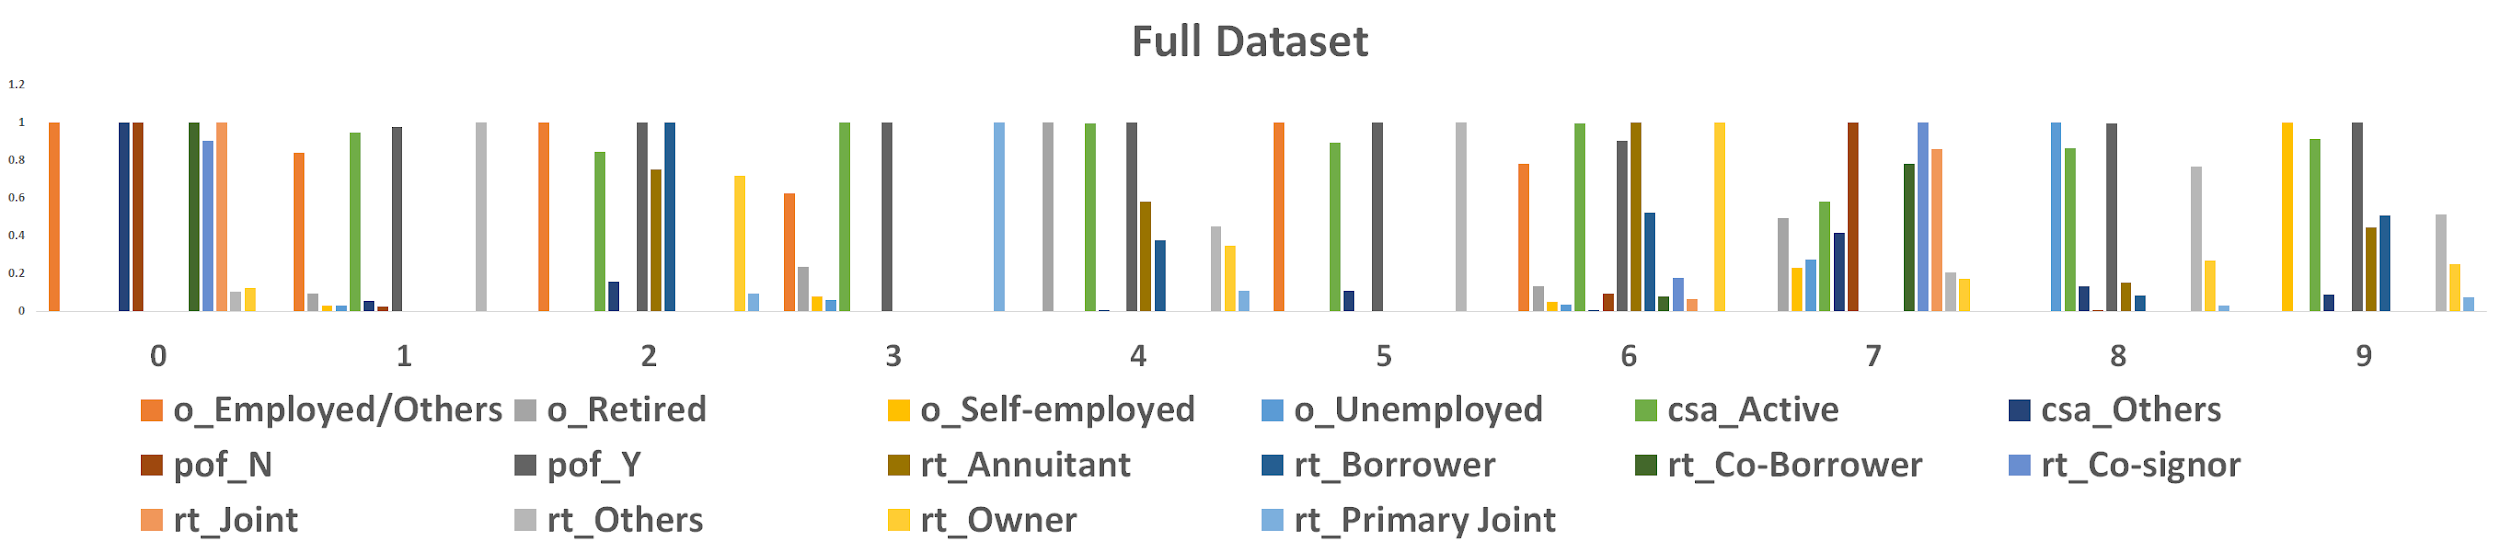 Full Dataset
1.2
1
0.8
0.6
0.4
0.2
0
0 1 2 3 4 5 6 7 8 9
o_Employed/Others o_Retired o_Self-employed o_Unemployed csa_Active csa_Others
pof_N pof_Y rt_Annuitant rt_Borrower rt_Co-Borrower rt_Co-signor
rt_Joint rt_Others rt_Owner rt_Primary Joint